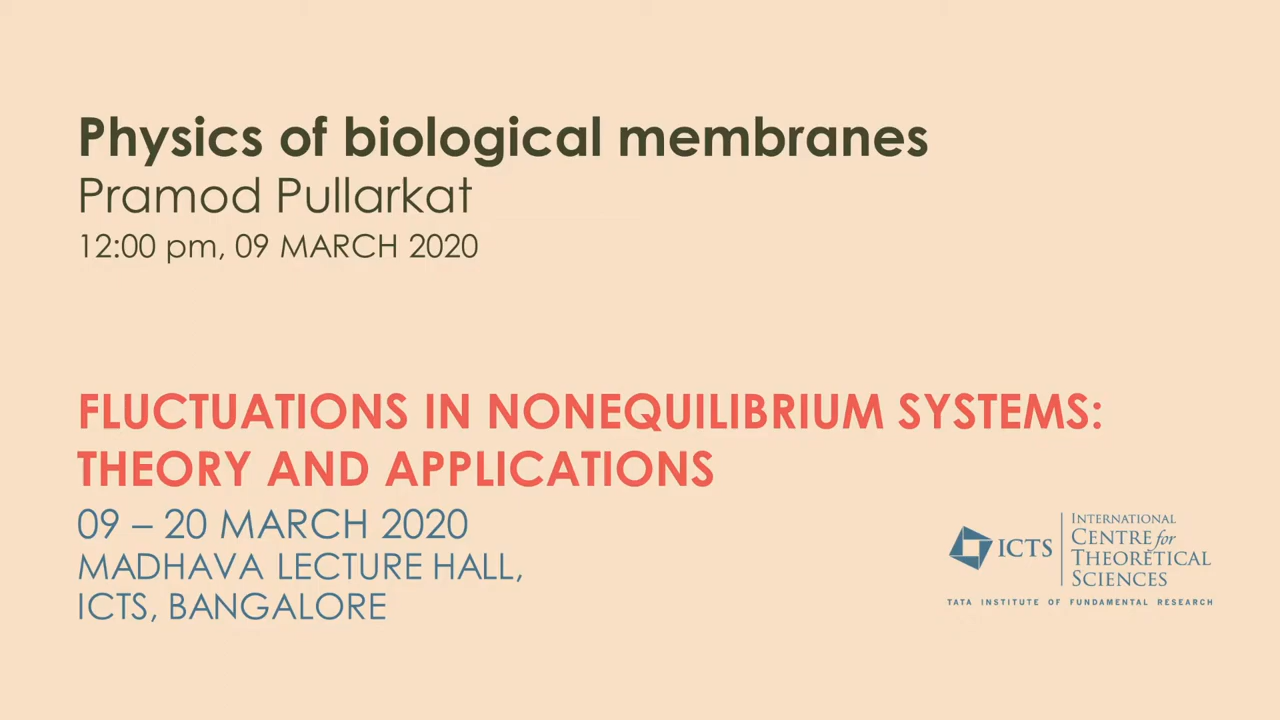 Physics of biological membranes
Pramod Pullarkat
12:00 pm, 09 MARCH 2020
FLUCTUATIONS IN NONEQUILIBRIUM SYSTEMS:
THEORY AND APPLICATIONS
09 – 20 MARCH 2020
MADHAVA LECTURE HALL,
ICTS, BANGALORE
ICTS
INTERNATIONAL
CENTRE for
THEORETICAL
SCIENCES
TATA INSTITUTE OF FUNDAMENTAL RESEARCH